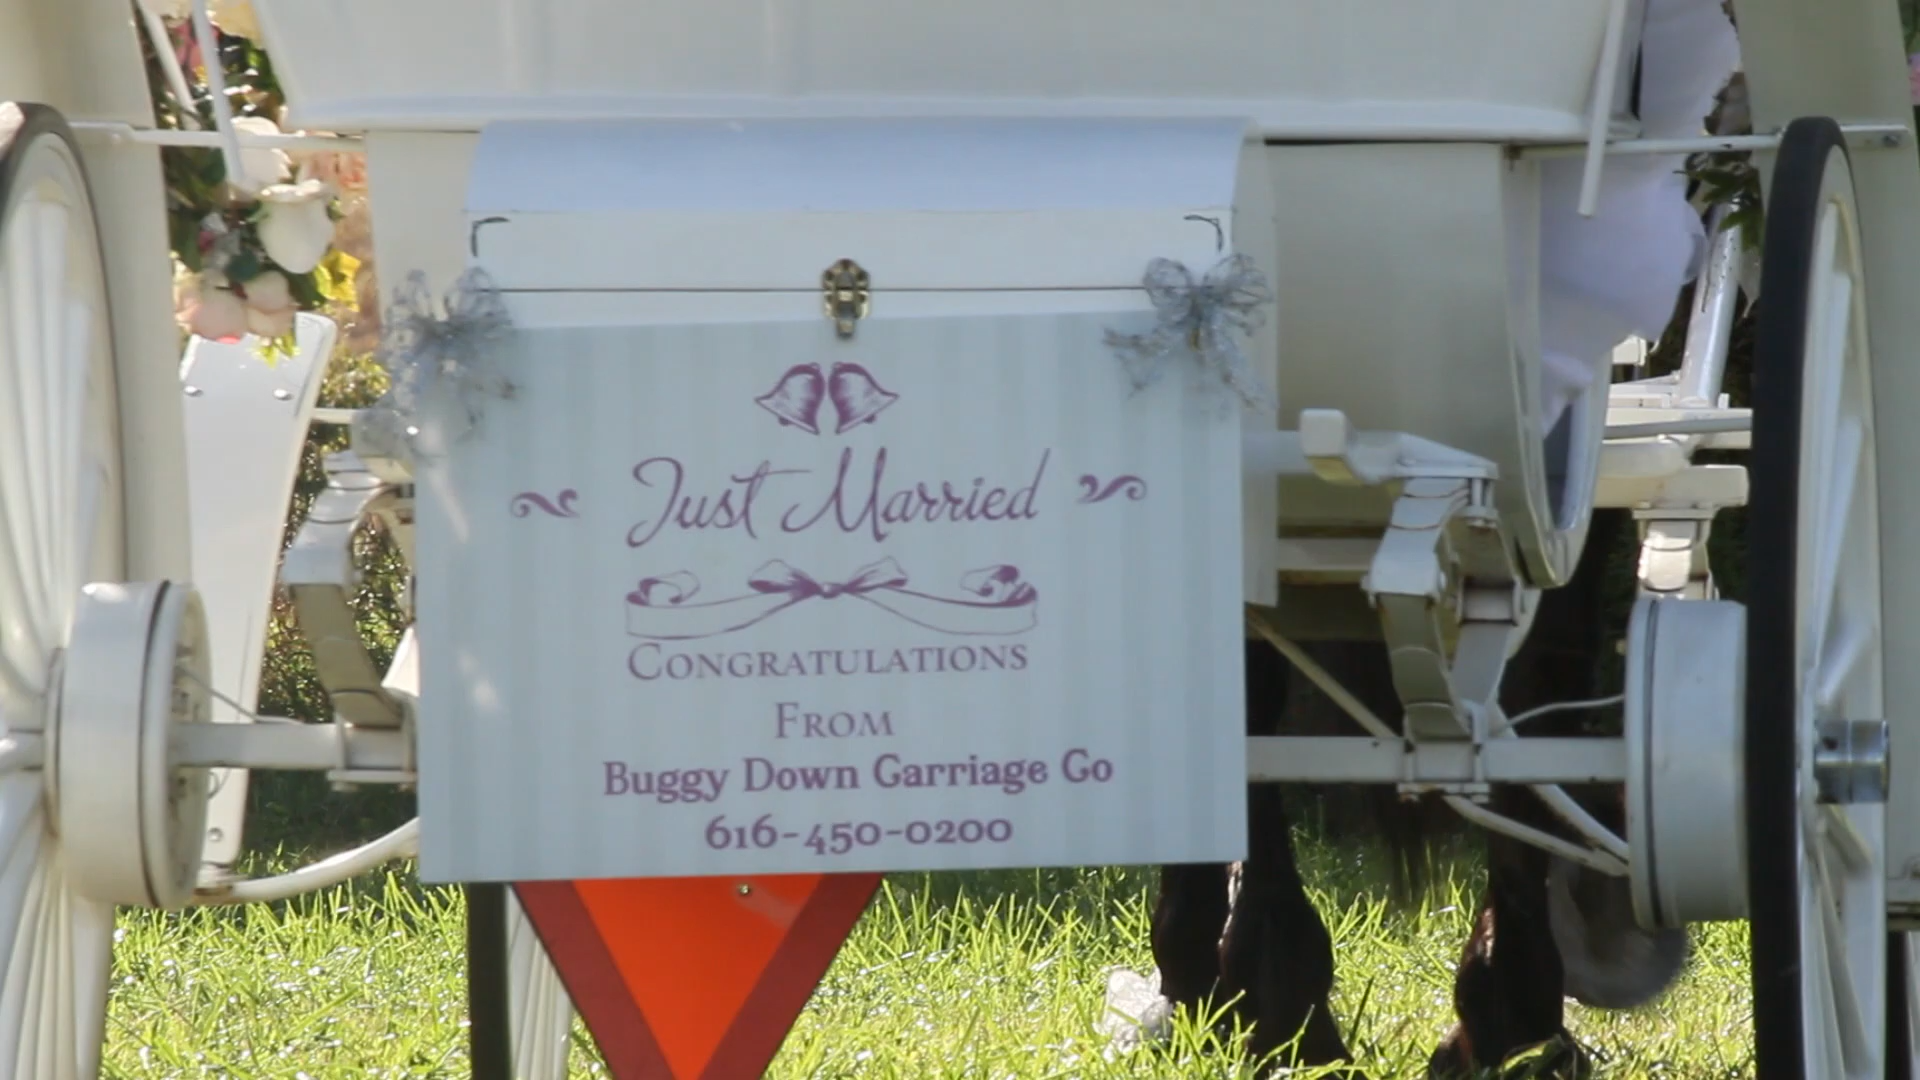 Just Married
Congratulations
From
Buggy Down Carriage Co
616-450-0200